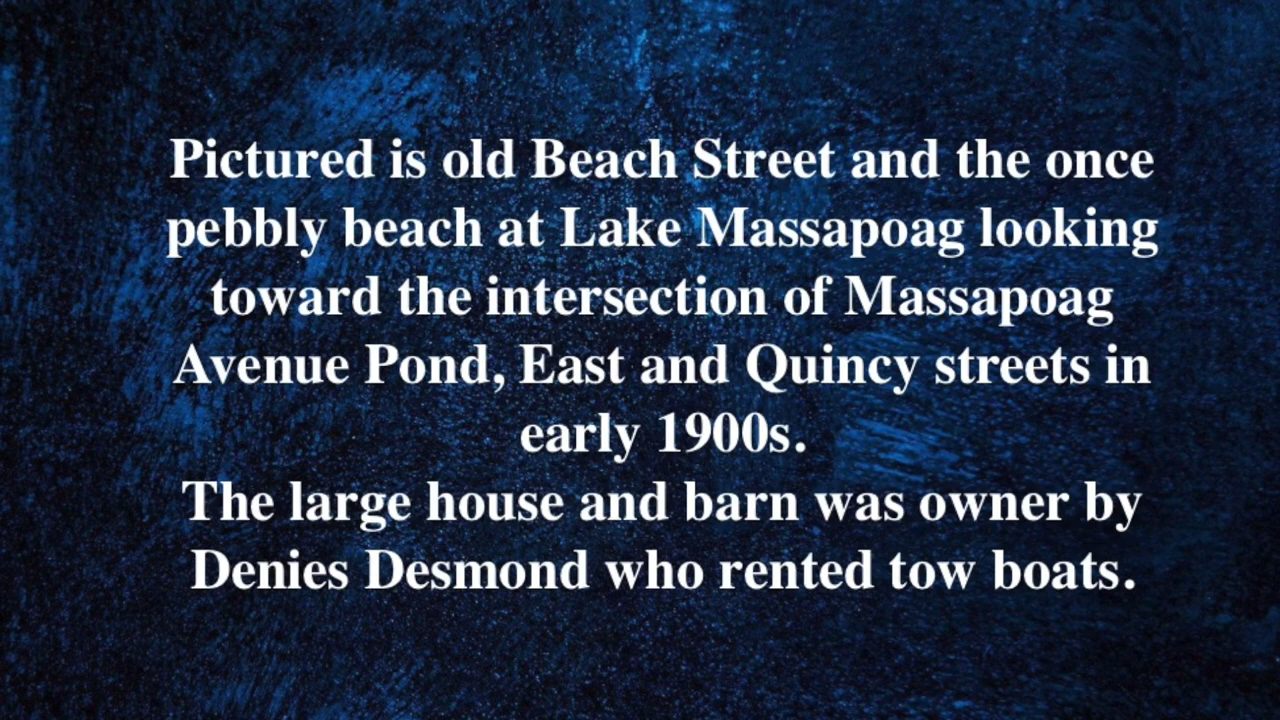 Pictured is old Beach Street and the once
pebbly beach at Lake Massapoag looking
toward the intersection of Massapoag
Avenue Pond, East and Quincy streets in
early 1900s.
The large house and barn was owner by
Denies Desmond who rented tow boats.